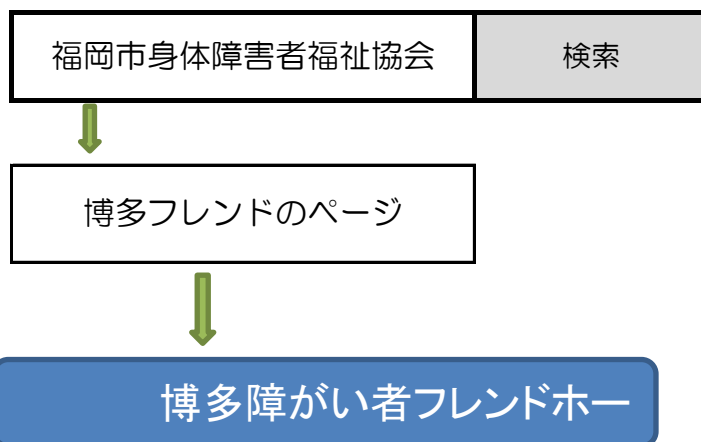 福岡市身体障害者福祉協会 検索
博多フレンドのページ
博多障がい者フレンドホー